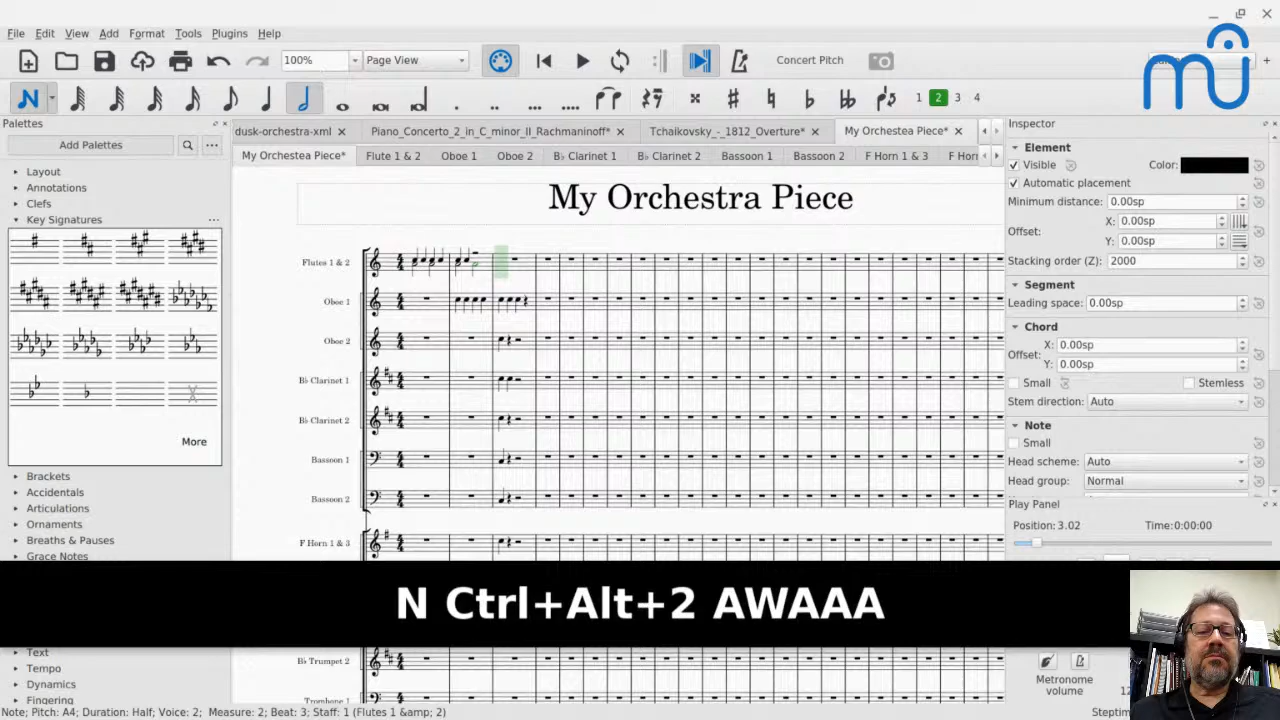 File Edit View Add Format Tools Plugins Help
100% Page View Concert Pitch
1 2 3 4
Palettes
Add Palettes
Layout
Annotations
Clefs
Key Signatures
More
Brackets
Accidentals
Articulations
Ornaments
Breaths & Pauses
Grace Notes
Text
Tempo
Dynamics
Fingering
dusk-orchestra-xml Piano_Concerto_2_in_C_minor_II_Rachmaninoff* Tchaikovsky_-_1812_Overture* My Orchestea Piece*
My Orchestea Piece* Flute 1 & 2 Oboe 1 Oboe 2 B♭ Clarinet 1 B♭ Clarinet 2 Bassoon 1 Bassoon 2 F Horn 1 & 3 F Horn
My Orchestra Piece
Flutes 1 & 2
Oboe 1
Oboe 2
B♭ Clarinet 1
B♭ Clarinet 2
Bassoon 1
Bassoon 2
F Horn 1 & 3
B♭ Trumpet 2
Trombone 1
Inspector
Element
Visible Color:
Automatic placement
Minimum distance: 0.00sp
Offset: X: 0.00sp
Y: 0.00sp
Stacking order (Z): 2000
Segment
Leading space: 0.00sp
Chord
Offset: X: 0.00sp
Y: 0.00sp
Small Stemless
Stem direction: Auto
Note
Small
Head scheme: Auto
Head group: Normal
Play Panel
Position: 3.02 Time:0:00:00
N Ctrl+Alt+2 AWAAA
Metronome
volume
Note; Pitch: A4; Duration: Half; Voice: 2; Measure: 2; Beat: 3; Staff: 1 (Flutes 1 &amp; 2)